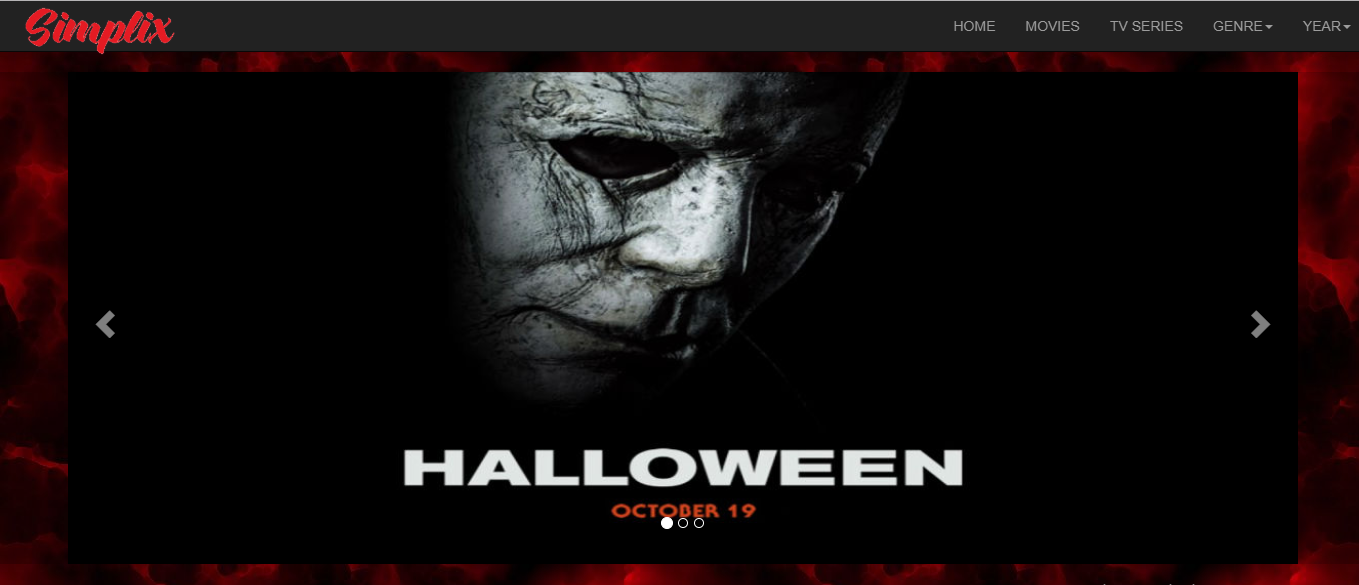 Simplix
HOME MOVIES TV SERIES GENRE YEAR
HALLOWEEN
OCTOBER 19